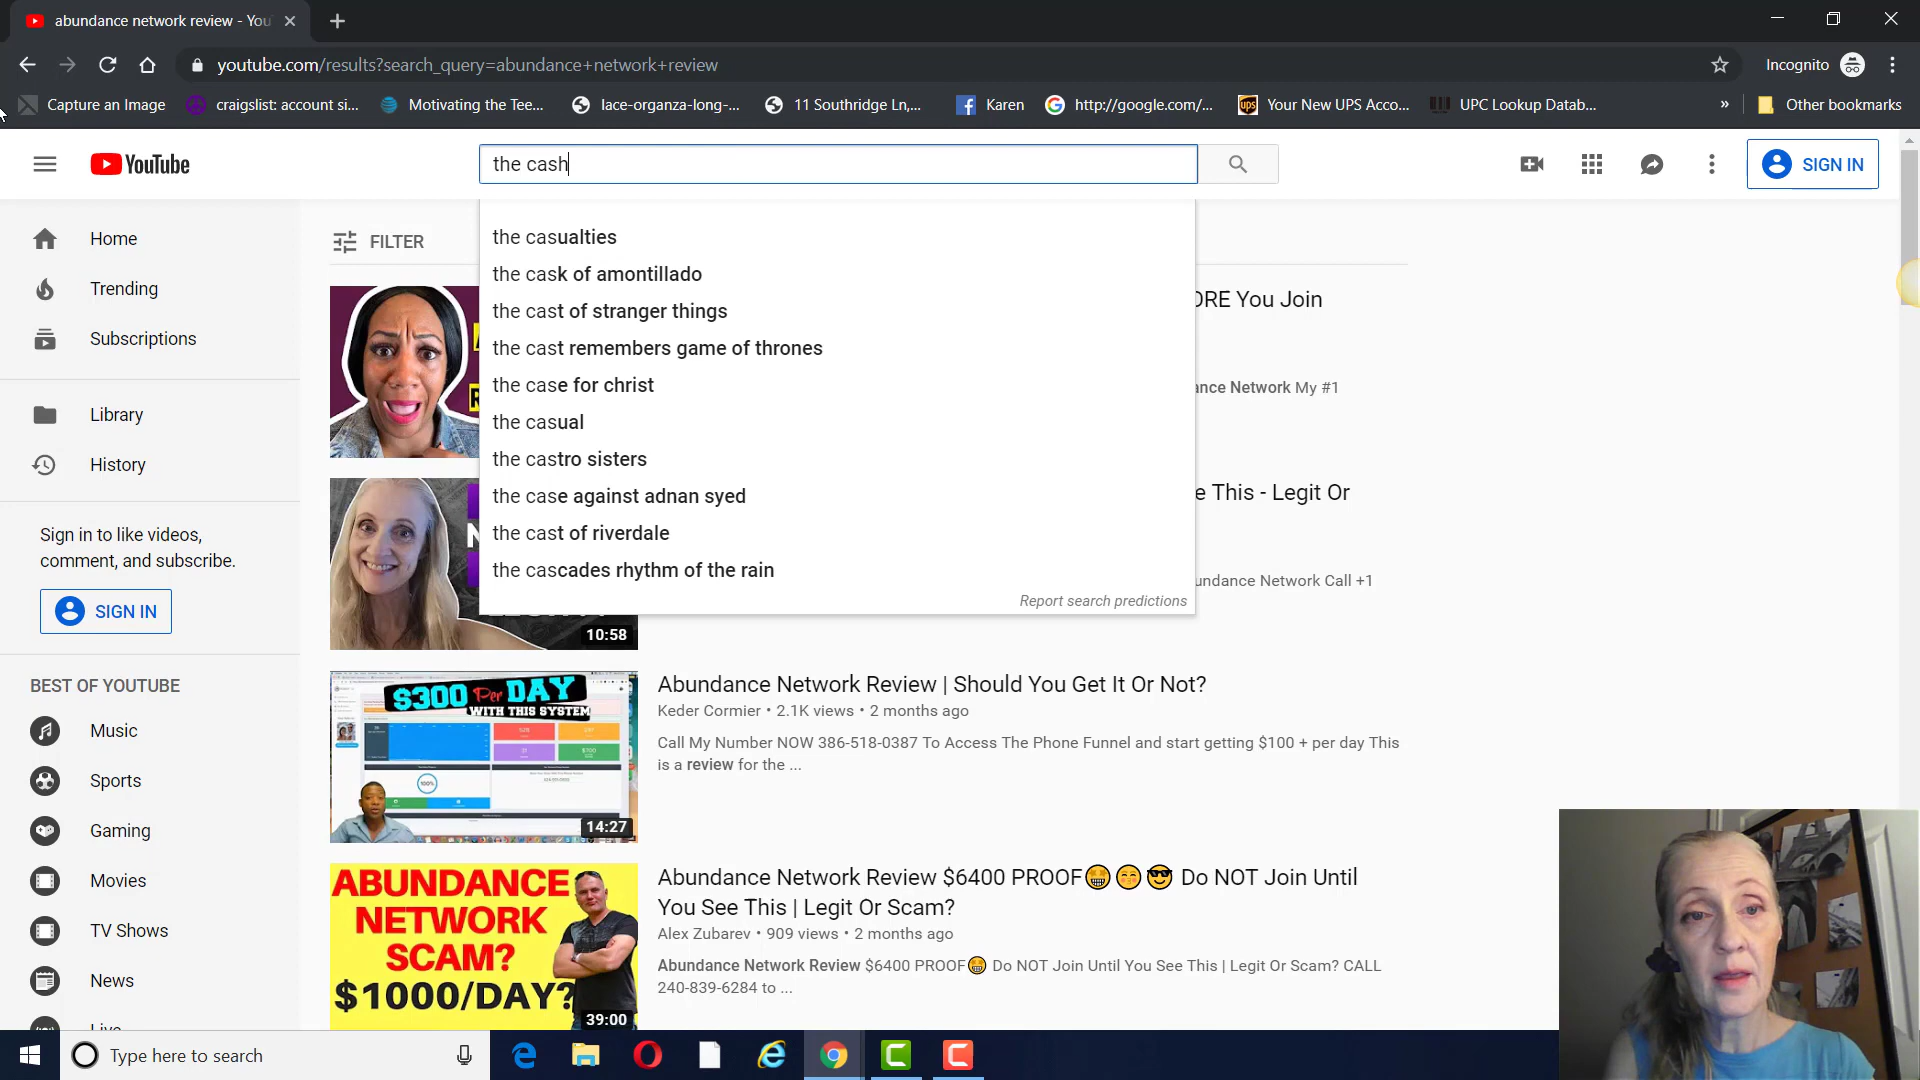 abundance network review - You
youtube.com/results?search_query=abundance+network+review
Incognito
Capture an Image
craigslist: account si...
Motivating the Tee...
lace-organza-long-...
11 Southridge Ln,...
Karen
http://google.com/...
Your New UPS Acco...
UPC Lookup Datab...
»
Other bookmarks
YouTube
the cash
SIGN IN
Home
Trending
Subscriptions
Library
History
Sign in to like videos,
comment, and subscribe.
SIGN IN
BEST OF YOUTUBE
Music
Sports
Gaming
Movies
TV Shows
News
FILTER
the casualties
the cask of amontillado
the cast of stranger things
the cast remembers game of thrones
the case for christ
the casual
the castro sisters
the case against adnan syed
the cast of riverdale
the cascades rhythm of the rain
Report search predictions
ORE You Join
ance Network My #1
e This - Legit Or
undance Network Call +1
10:58
$300 Per DAY
WITH THIS SYSTEM
100%
14:27
Abundance Network Review | Should You Get It Or Not?
Keder Cormier • 2.1K views • 2 months ago
Call My Number NOW 386-518-0387 To Access The Phone Funnel and start getting $100 + per day This
is a review for the ...
ABUNDANCE
NETWORK
SCAM?
$1000/DAY?
39:00
Abundance Network Review $6400 PROOF🤩😚😎 Do NOT Join Until
You See This | Legit Or Scam?
Alex Zubarev • 909 views • 2 months ago
Abundance Network Review $6400 PROOF🤩 Do NOT Join Until You See This | Legit Or Scam? CALL
240-839-6284 to ...
Type here to search